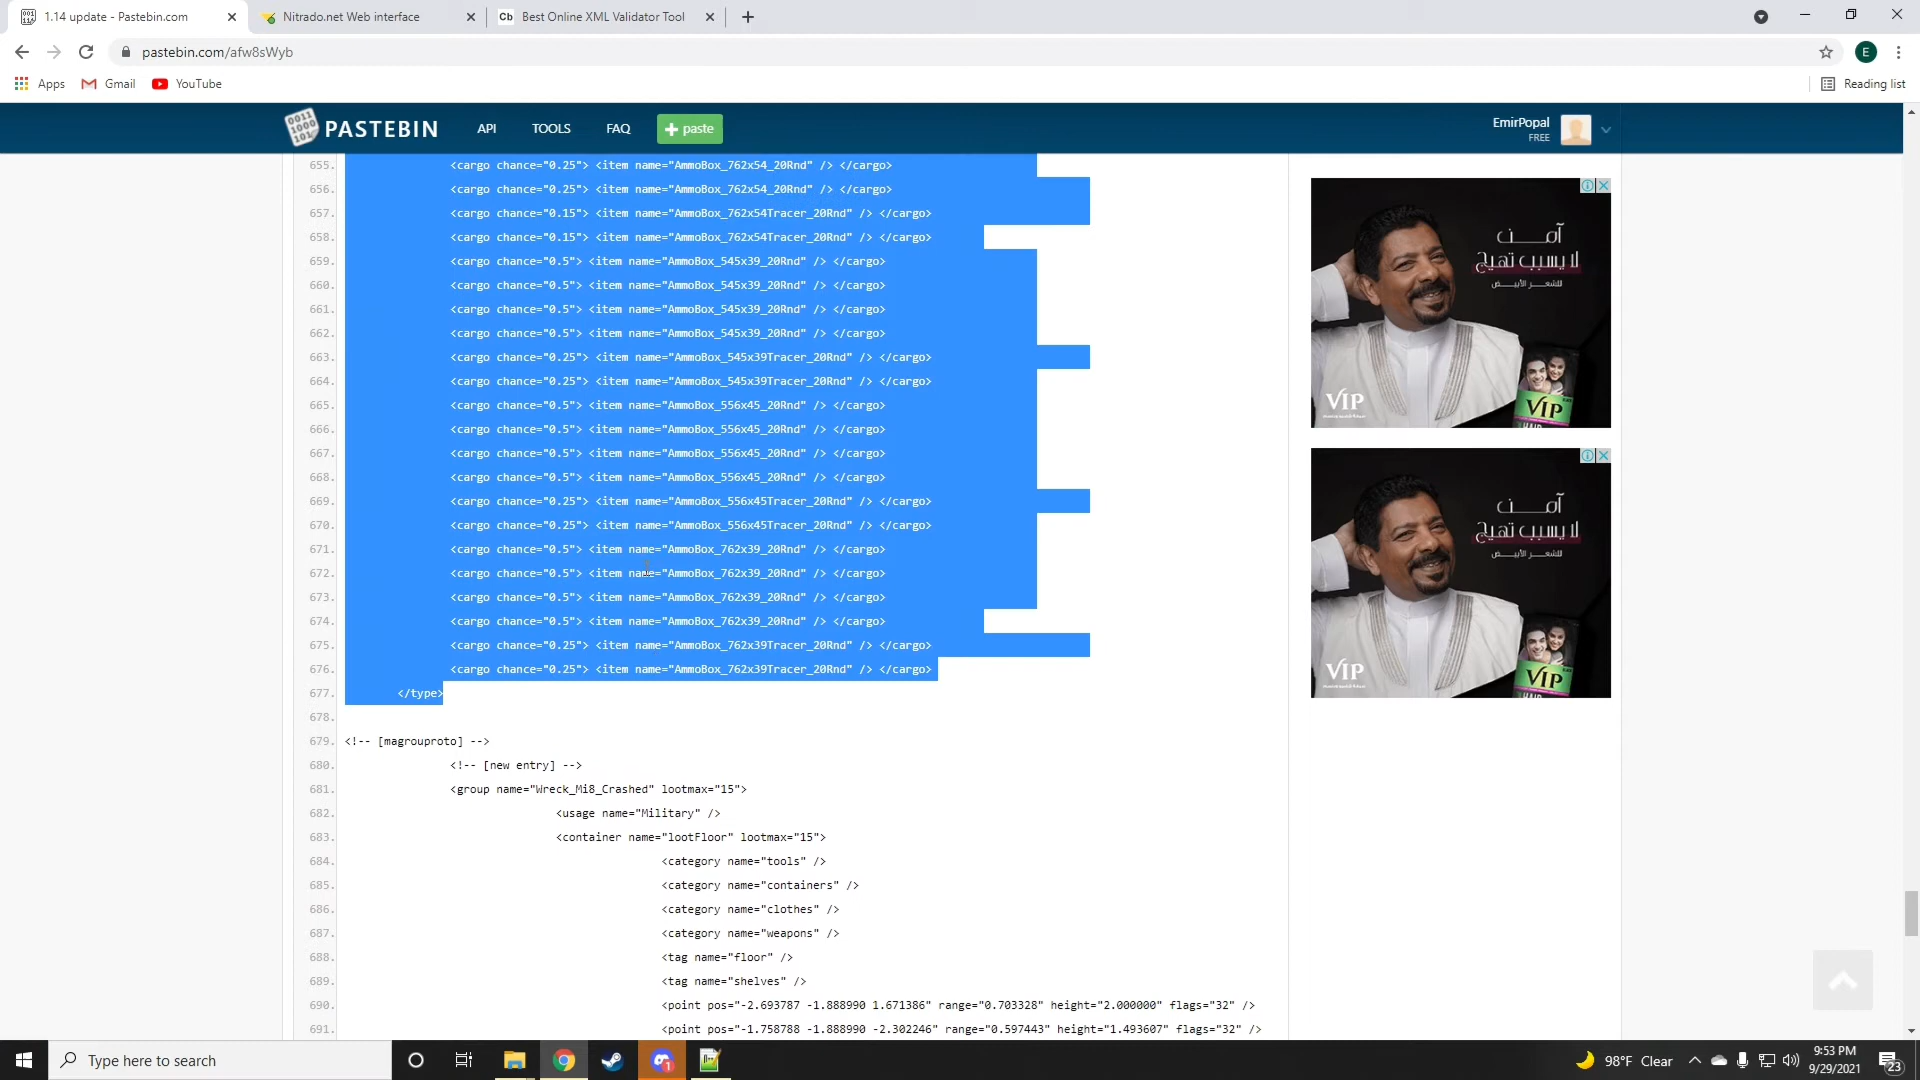 1.14 update - Pastebin.com
Nitrado.net Web interface
Cb Best Online XML Validator Tool
pastebin.com/afw8sWyb
E
Apps Gmail YouTube
Reading list
PASTEBIN API TOOLS FAQ + paste
EmirPopal
FREE
655. <cargo chance="0.25"> <item name="AmmoBox_762x54_20Rnd" /> </cargo>
656. <cargo chance="0.25"> <item name="AmmoBox_762x54_20Rnd" /> </cargo>
657. <cargo chance="0.15"> <item name="AmmoBox_762x54Tracer_20Rnd" /> </cargo>
658. <cargo chance="0.15"> <item name="AmmoBox_762x54Tracer_20Rnd" /> </cargo>
659. <cargo chance="0.5"> <item name="AmmoBox_545x39_20Rnd" /> </cargo>
660. <cargo chance="0.5"> <item name="AmmoBox_545x39_20Rnd" /> </cargo>
661. <cargo chance="0.5"> <item name="AmmoBox_545x39_20Rnd" /> </cargo>
662. <cargo chance="0.5"> <item name="AmmoBox_545x39_20Rnd" /> </cargo>
663. <cargo chance="0.25"> <item name="AmmoBox_545x39Tracer_20Rnd" /> </cargo>
664. <cargo chance="0.25"> <item name="AmmoBox_545x39Tracer_20Rnd" /> </cargo>
665. <cargo chance="0.5"> <item name="AmmoBox_556x45_20Rnd" /> </cargo>
666. <cargo chance="0.5"> <item name="AmmoBox_556x45_20Rnd" /> </cargo>
667. <cargo chance="0.5"> <item name="AmmoBox_556x45_20Rnd" /> </cargo>
668. <cargo chance="0.5"> <item name="AmmoBox_556x45_20Rnd" /> </cargo>
669. <cargo chance="0.25"> <item name="AmmoBox_556x45Tracer_20Rnd" /> </cargo>
670. <cargo chance="0.25"> <item name="AmmoBox_556x45Tracer_20Rnd" /> </cargo>
671. <cargo chance="0.5"> <item name="AmmoBox_762x39_20Rnd" /> </cargo>
672. <cargo chance="0.5"> <item name="AmmoBox_762x39_20Rnd" /> </cargo>
673. <cargo chance="0.5"> <item name="AmmoBox_762x39_20Rnd" /> </cargo>
674. <cargo chance="0.5"> <item name="AmmoBox_762x39_20Rnd" /> </cargo>
675. <cargo chance="0.25"> <item name="AmmoBox_762x39Tracer_20Rnd" /> </cargo>
676. <cargo chance="0.25"> <item name="AmmoBox_762x39Tracer_20Rnd" /> </cargo>
677. </type>
678.
679. <!-- [magrouproto] -->
680. <!-- [new entry] -->
681. <group name="Wreck_Mi8_Crashed" lootmax="15">
682. <usage name="Military" />
683. <container name="lootFloor" lootmax="15">
684. <category name="tools" />
685. <category name="containers" />
686. <category name="clothes" />
687. <category name="weapons" />
688. <tag name="floor" />
689. <tag name="shelves" />
690. <point pos="-2.693787 -1.888990 1.671386" range="0.703328" height="2.000000" flags="32" />
691. <point pos="-1.758788 -1.888990 -2.302246" range="0.597443" height="1.493607" flags="32" />
آمن
لا يسبب تهيج
للشعر الأبيض
VIP
VIP
آمن
لا يسبب تهيج
للشعر الأبيض
VIP
VIP
Type here to search
98°F Clear
9:53 PM
9/29/2021
23